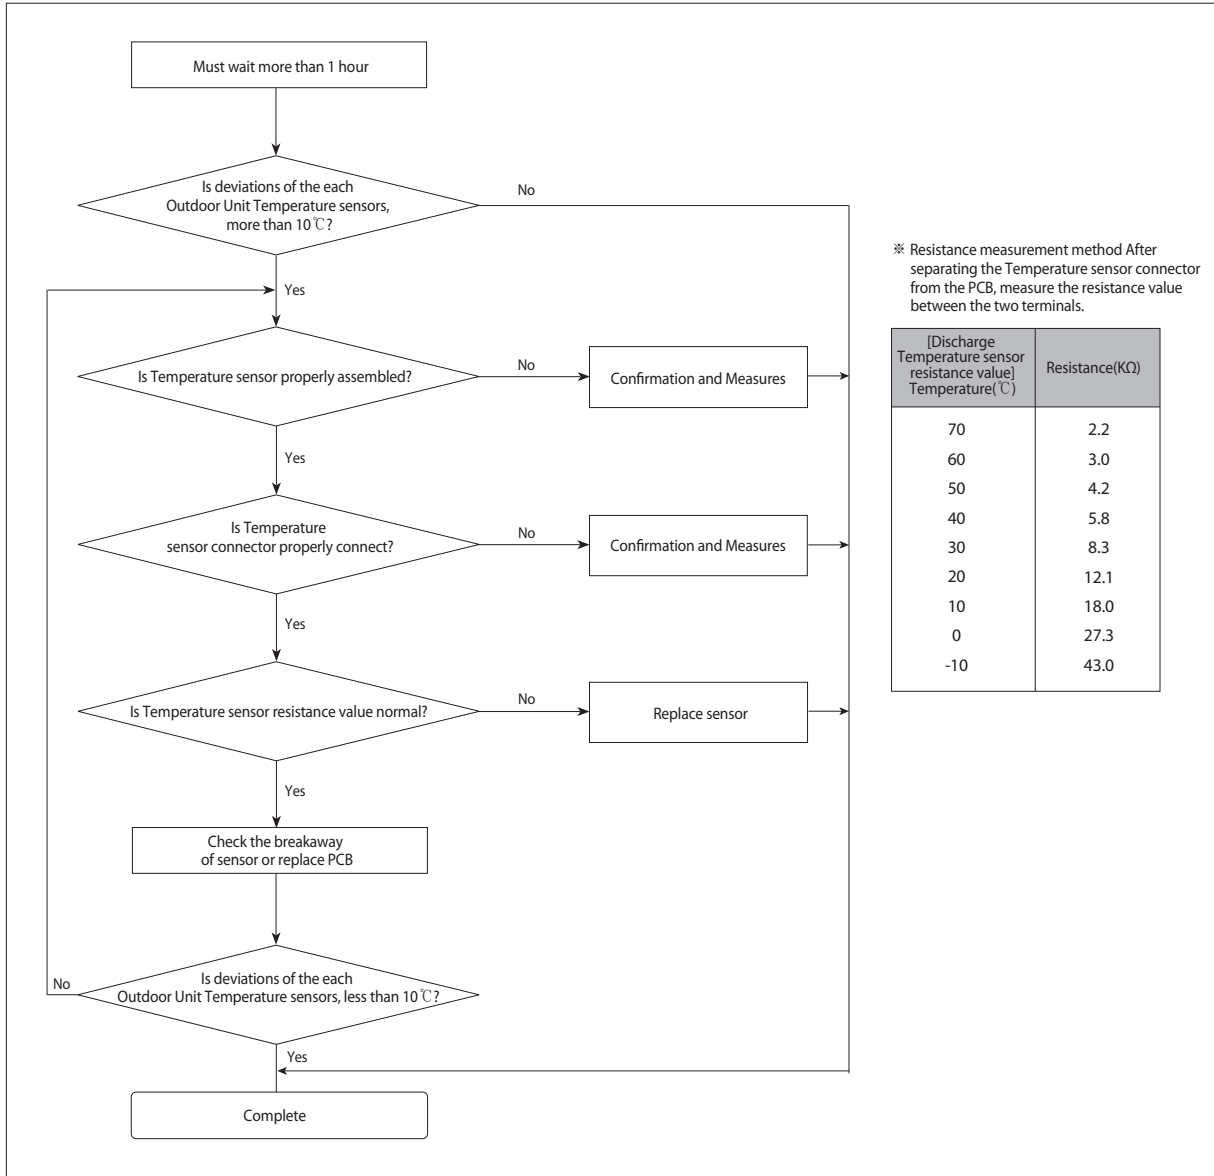 Must wait more than 1 hour
Is deviations of the each
Outdoor Unit Temperature sensors,
more than 10℃?
No
Yes
Is Temperature sensor properly assembled?
No
Confirmation and Measures
Yes
Is Temperature
sensor connector properly connect?
No
Confirmation and Measures
Yes
Is Temperature sensor resistance value normal?
No
Replace sensor
Yes
Check the breakaway
of sensor or replace PCB
Is deviations of the each
Outdoor Unit Temperature sensors, less than 10℃?
No
Yes
Complete
※ Resistance measurement method After
separating the Temperature sensor connector
from the PCB, measure the resistance value
between the two terminals.
[Discharge
Temperature sensor
resistance value]
Temperature(℃)
Resistance(KΩ)
70 2.2
60 3.0
50 4.2
40 5.8
30 8.3
20 12.1
10 18.0
0 27.3
-10 43.0